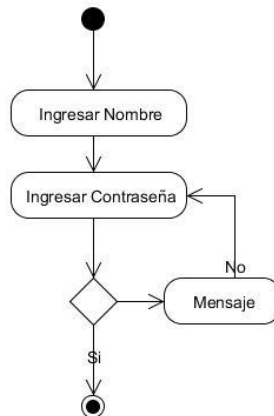 Ingresar Nombre
Ingresar Contraseña
No
Mensaje
Si